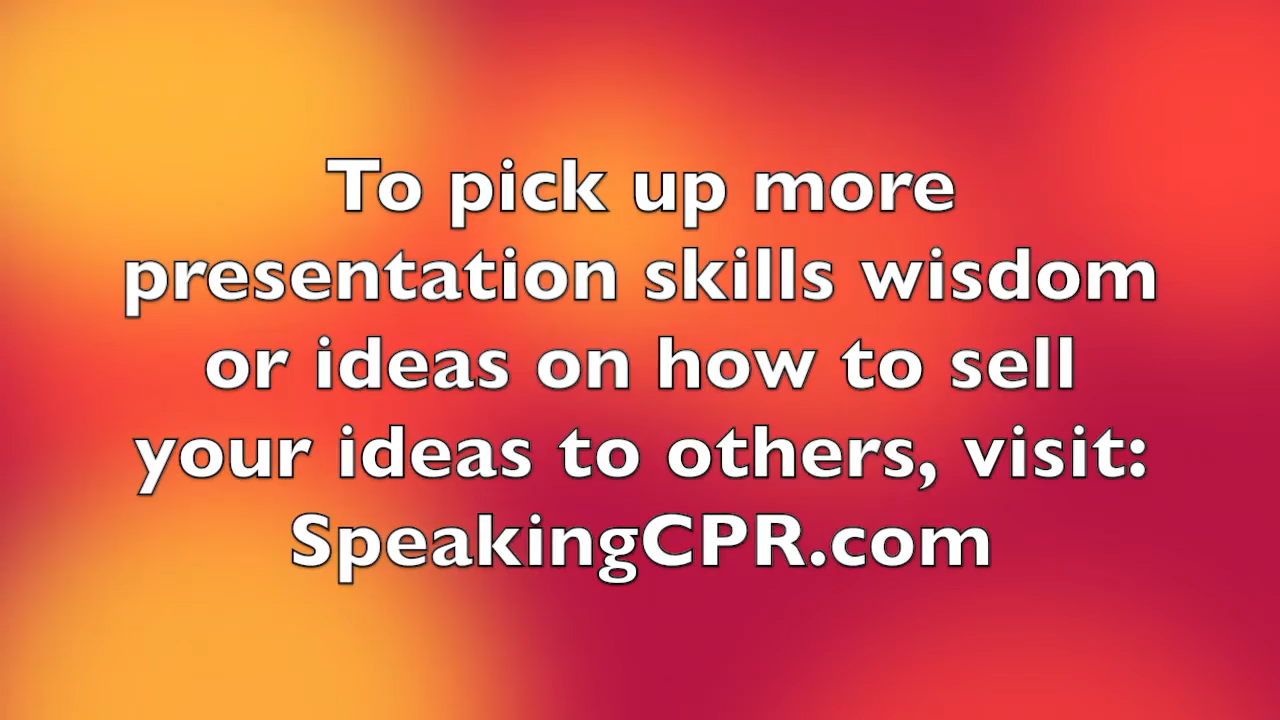 To pick up more
presentation skills wisdom
or ideas on how to sell
your ideas to others, visit:
SpeakingCPR.com